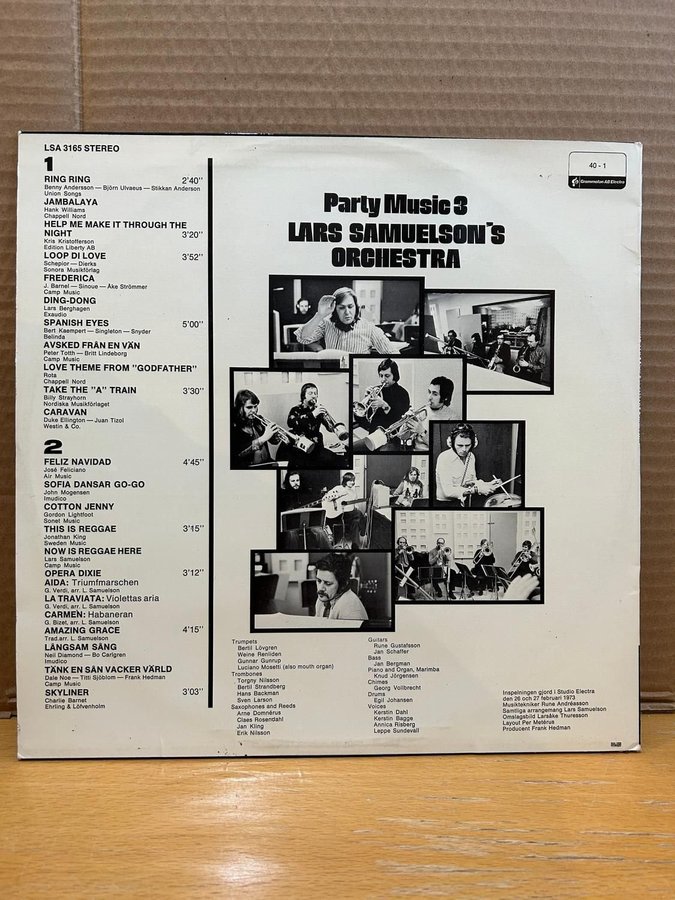 LSA 3165 STEREO
1
RING RING 2'40"
Benny Andersson — Björn Ulvaeus — Stikkan Anderson
Union Songs
JAMBALAYA
Hank Williams
Chappell Nord
HELP ME MAKE IT THROUGH THE
NIGHT 3'20"
Kris Kristofferson
Edition Liberty AB
LOOP DI LOVE 3'52"
Schepior — Dierks
Sonora Musikförlag
FREDERICA
J. Barnel — Sinoue — Åke Strömmer
Camp Music
DING-DONG
Lars Berghagen
Exaudio
SPANISH EYES 5'00"
Bert Kaempert — Singleton — Snyder
Belinda
AVSKED FRÅN EN VÄN
Peter Totth — Britt Lindeborg
Camp Music
LOVE THEME FROM "GODFATHER"
Rota
Chappell Nord
TAKE THE "A" TRAIN 3'30"
Billy Strayhorn
Nordiska Musikförlaget
CARAVAN
Duke Ellington — Juan Tizol
Westin & Co.
2
FELIZ NAVIDAD 4'45"
José Feliciano
Air Music
SOFIA DANSAR GO-GO
John Mogensen
Imudico
COTTON JENNY
Gordon Lightfoot
Sonet Music
THIS IS REGGAE 3'15"
Jonathan King
Sweden Music
NOW IS REGGAE HERE
Lars Samuelson
Camp Music
OPERA DIXIE 3'12"
AIDA: Triumfmarschen
G. Verdi, arr. L. Samuelson
LA TRAVIATA: Violettas aria
G. Verdi, arr. L. Samuelson
CARMEN: Habaneran
G. Bizet, arr. L. Samuelson
AMAZING GRACE 4'15"
Trad.arr L. Samuelson
LÅNGSAM SÅNG
Neil Diamond — Bo Carlgren
Imudico
TÄNK EN SÅN VACKER VÄRLD
Dale Noe — Titti Sjöblom — Frank Hedman
Camp Music
SKYLINER 3'03"
Charlie Barnet
Ehrling & Löfvenholm
40 - 1
Grammofon AB Electra
Party Music 3
LARS SAMUELSON'S
ORCHESTRA
Trumpets
Bertil Lövgren
Weine Renliden
Gunnar Gunrup
Luciano Mosetti (also mouth organ)
Trombones
Torgny Nilsson
Bertil Strandberg
Hans Backman
Sven Larson
Saxophones and Reeds
Arne Domnérus
Claes Rosendahl
Jan Kling
Erik Nilsson
Guitars
Rune Gustafsson
Jan Schaffer
Bass
Jan Bergman
Piano and Organ, Marimba
Knud Jörgensen
Chimes
Georg Vollbrecht
Drums
Egil Johansen
Voices
Kerstin Dahl
Kerstin Bagge
Annica Risberg
Leppe Sundevall
Inspelningen gjord i Studio Electra
den 26 och 27 februari 1973
Musiktekniker Rune Andréasson
Samtliga arrangemang Lars Samuelson
Omslagsbild Larsåke Thuresson
Layout Per Metérus
Producent Frank Hedman